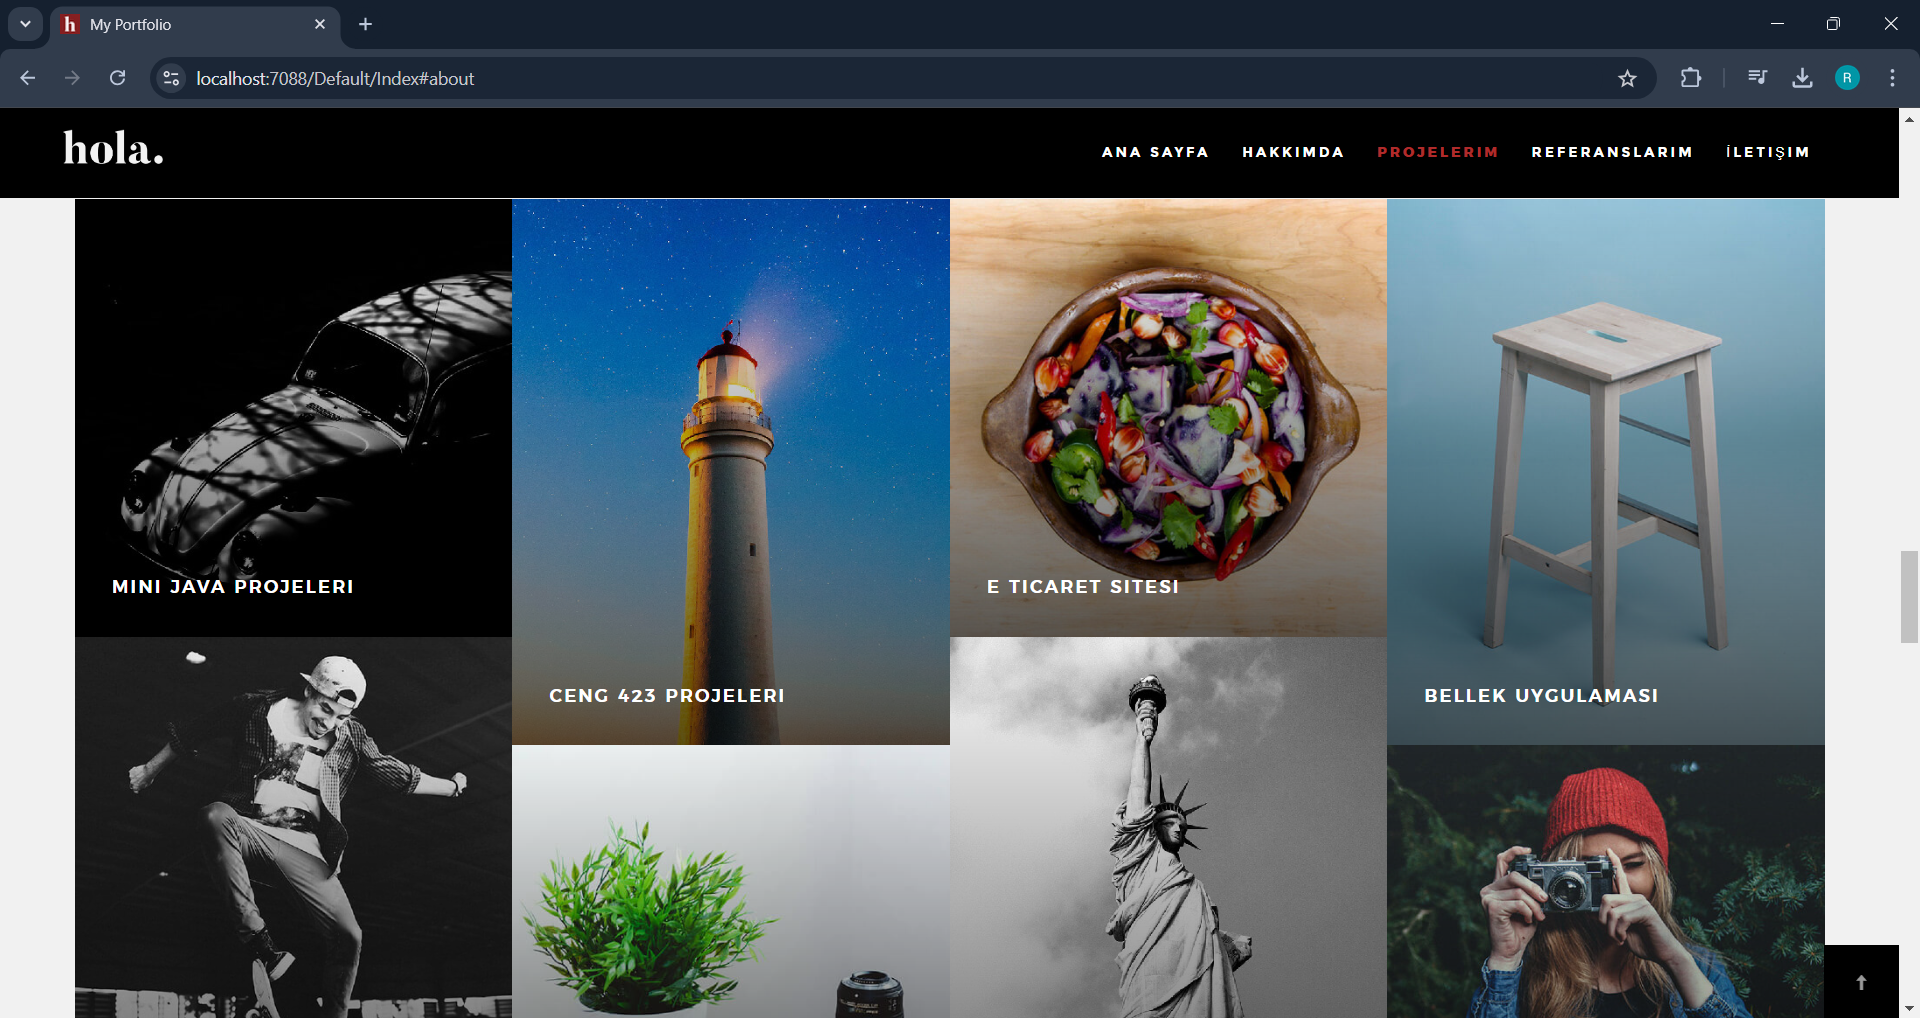 h My Portfolio
localhost:7088/Default/Index#about
R
hola.
ANA SAYFA HAKKIMDA PROJELERIM REFERANSLARIM İLETIŞIM
MINI JAVA PROJELERI
E TICARET SITESI
CENG 423 PROJELERI
BELLEK UYGULAMASI